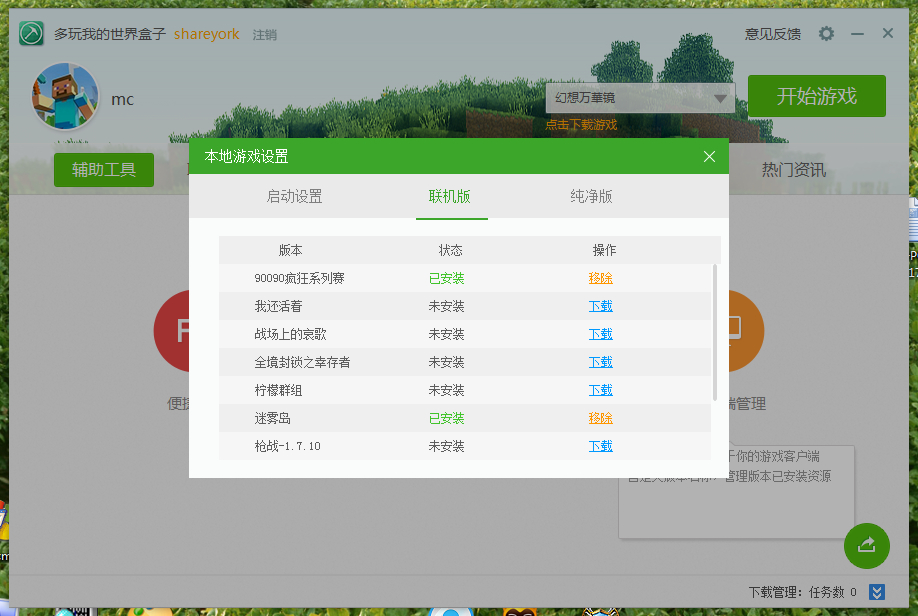 多玩我的世界盒子 shareyork 注销
意见反馈
mc
幻想万華镜
开始游戏
点击下载游戏
辅助工具
热门资讯
本地游戏设置
启动设置 联机版 纯净版
版本 状态 操作
90090疯狂系列赛 已安装 移除
我还活着 未安装 下载
战场上的哀歌 未安装 下载
全境封锁之幸存者 未安装 下载
柠檬群组 未安装 下载
迷雾岛 已安装 移除
枪战-1.7.10 未安装 下载
便
端管理
于你的游戏客户端
管理版本已安装资源
下载管理: 任务数 0